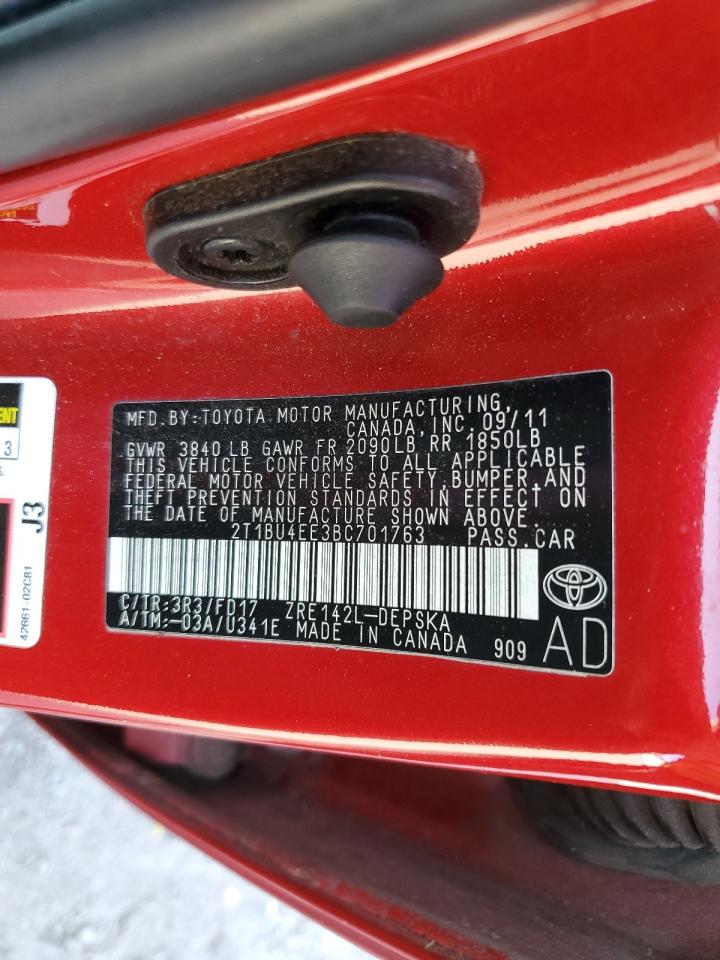 MFD. BY: TOYOTA MOTOR MANUFACTURING,
CANADA, INC. 09/11
GVWR 3840 LB GAWR FR 2090LB, RR 1850LB
THIS VEHICLE CONFORMS TO ALL APPLICABLE
FEDERAL MOTOR VEHICLE SAFETY, BUMPER, AND
THEFT PREVENTION STANDARDS IN EFFECT ON
THE DATE OF MANUFACTURE SHOWN ABOVE.
2T1BU4EE3BC701763 PASS. CAR
C/TR: 3R3/FD17 ZRE142L-DEPSKA
A/TM:-03A/U341E MADE IN CANADA 909
AD
ENT
3
J3
42661-02C81